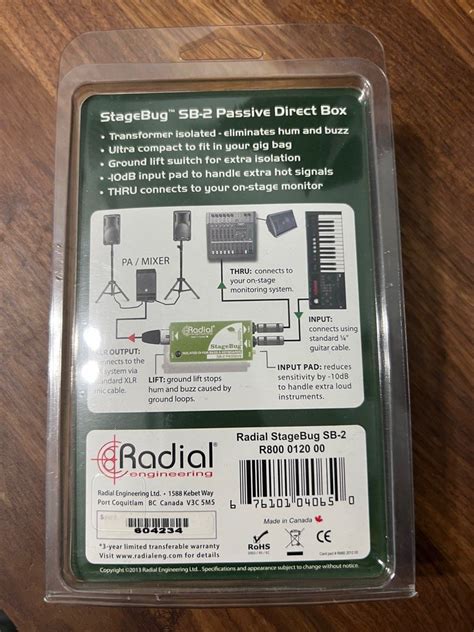 StageBug™ SB-2 Passive Direct Box
• Transformer isolated - eliminates hum and buzz
• Ultra compact to fit in your gig bag
• Ground lift switch for extra isolation
• -10dB input pad to handle extra hot signals
• THRU connects to your on-stage monitor
PA / MIXER
THRU: connects to
your on-stage
monitoring system.
Radial
StageBug
INPUT:
connects using
standard ¼"
guitar cable.
XLR OUTPUT:
connects to the
system via
standard XLR
mic cable.
LIFT: ground lift stops
hum and buzz caused by
ground loops.
INPUT PAD: reduces
sensitivity by -10dB
to handle extra loud
instruments.
Radial
engineering
Radial Engineering Ltd. • 1588 Kebet Way
Port Coquitlam BC Canada V3C 5M5
604234
*3-year limited transferable warranty
Visit www.radialeng.com for details
Radial StageBug SB-2
R800 0120 00
6 76101 04065 0
RoHS
Made in Canada
Copyright ©2013 Radial Engineering Ltd. Specifications and appearance subject to change without notice.